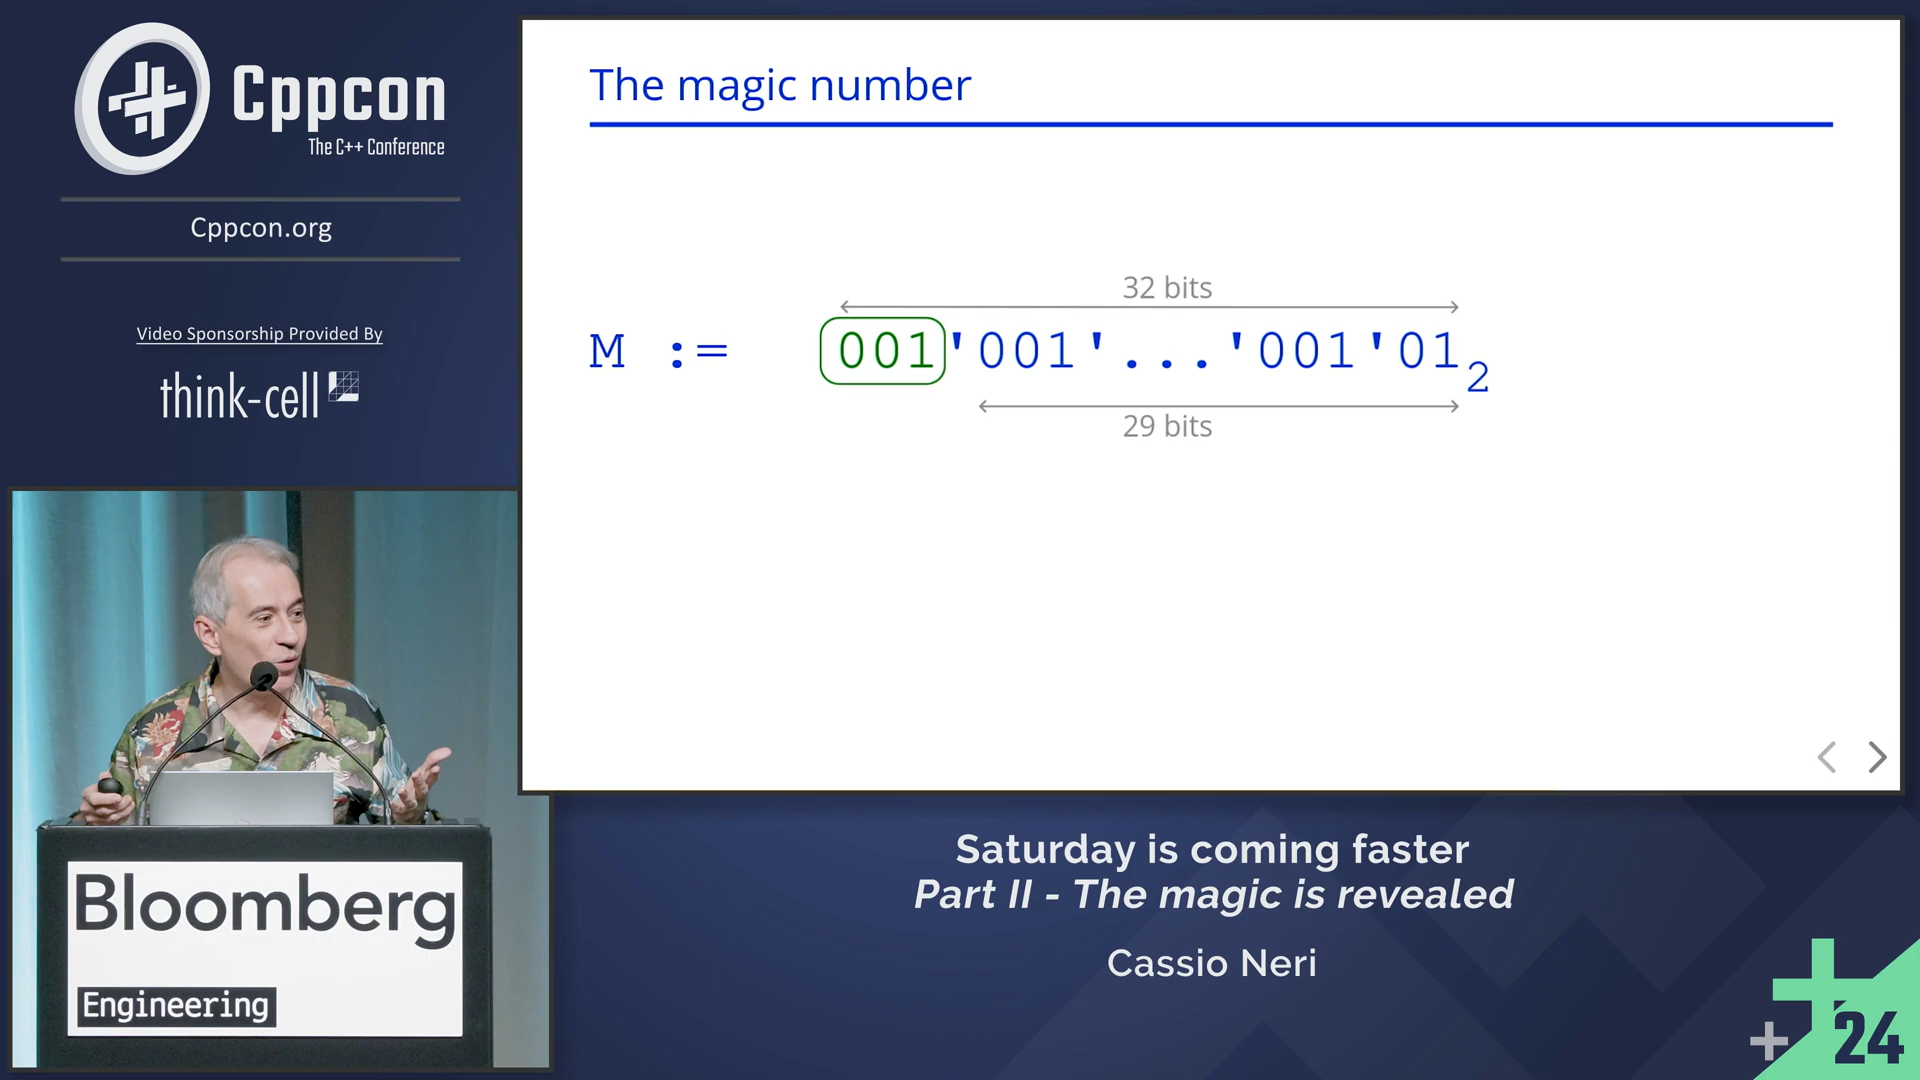 Cppcon
The C++ Conference
Cppcon.org
Video Sponsorship Provided By
think-cell
Bloomberg
Engineering
The magic number
32 bits
M := 001'001'...'001'01₂
29 bits
Saturday is coming faster
Part II - The magic is revealed
Cassio Neri
24